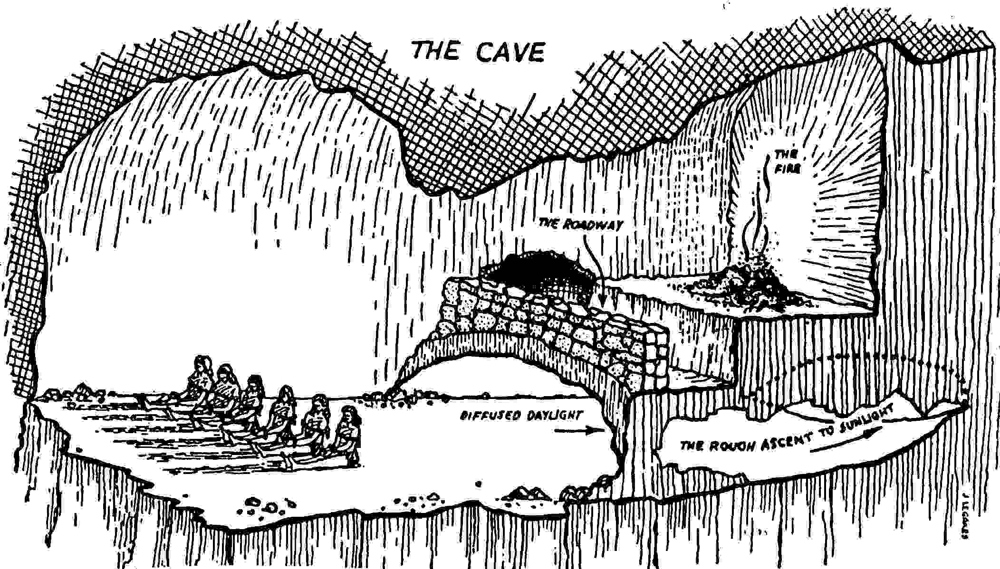 THE CAVE
THE
FIRE
THE ROADWAY
DIFFUSED DAYLIGHT
THE ROUGH ASCENT TO SUNLIGHT